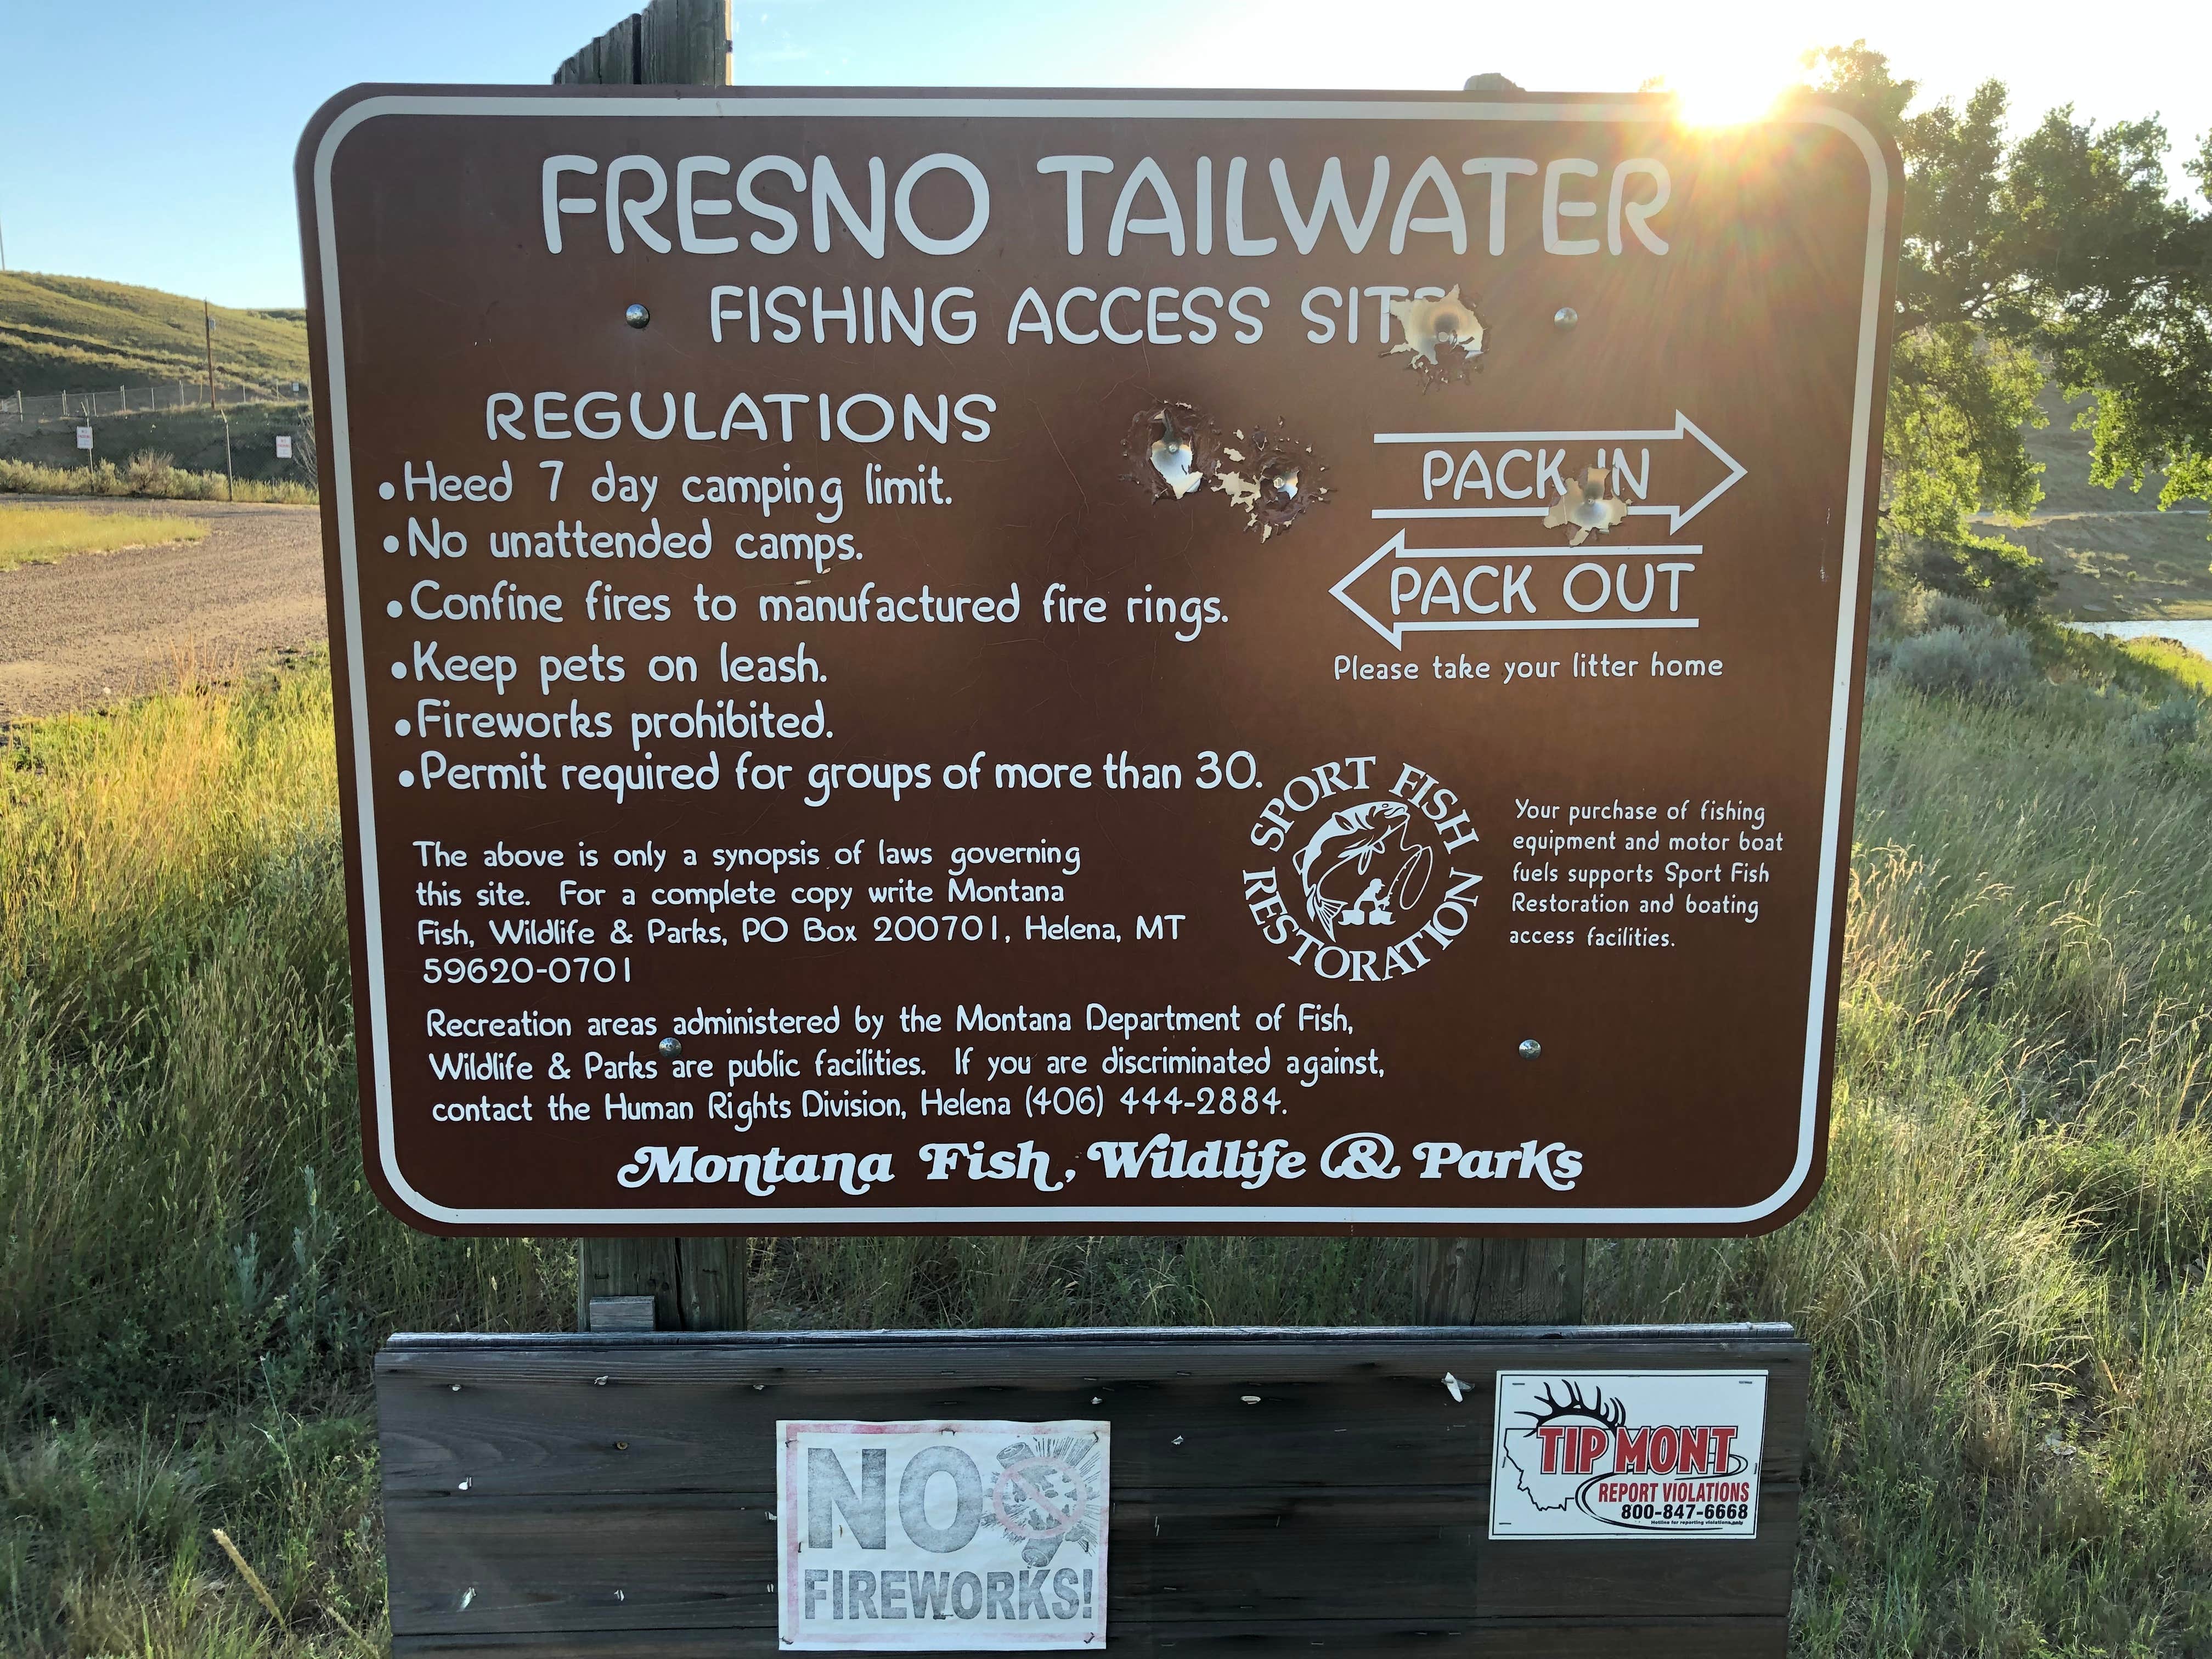 FRESNO TAILWATER
FISHING ACCESS SITE
REGULATIONS
•Heed 7 day camping limit.
•No unattended camps.
•Confine fires to manufactured fire rings.
•Keep pets on leash.
•Fireworks prohibited.
•Permit required for groups of more than 30.
PACK IN
PACK OUT
Please take your litter home
The above is only a synopsis of laws governing
this site. For a complete copy write Montana
Fish, Wildlife & Parks, PO Box 200701, Helena, MT
59620-0701
SPORT FISH
RESTORATION
Your purchase of fishing
equipment and motor boat
fuels supports Sport Fish
Restoration and boating
access facilities.
Recreation areas administered by the Montana Department of Fish,
Wildlife & Parks are public facilities. If you are discriminated against,
contact the Human Rights Division, Helena (406) 444-2884.
Montana Fish, Wildlife & Parks
NO
FIREWORKS!
TIP MONT
REPORT VIOLATIONS
800-847-6668
Hotline for reporting violations only